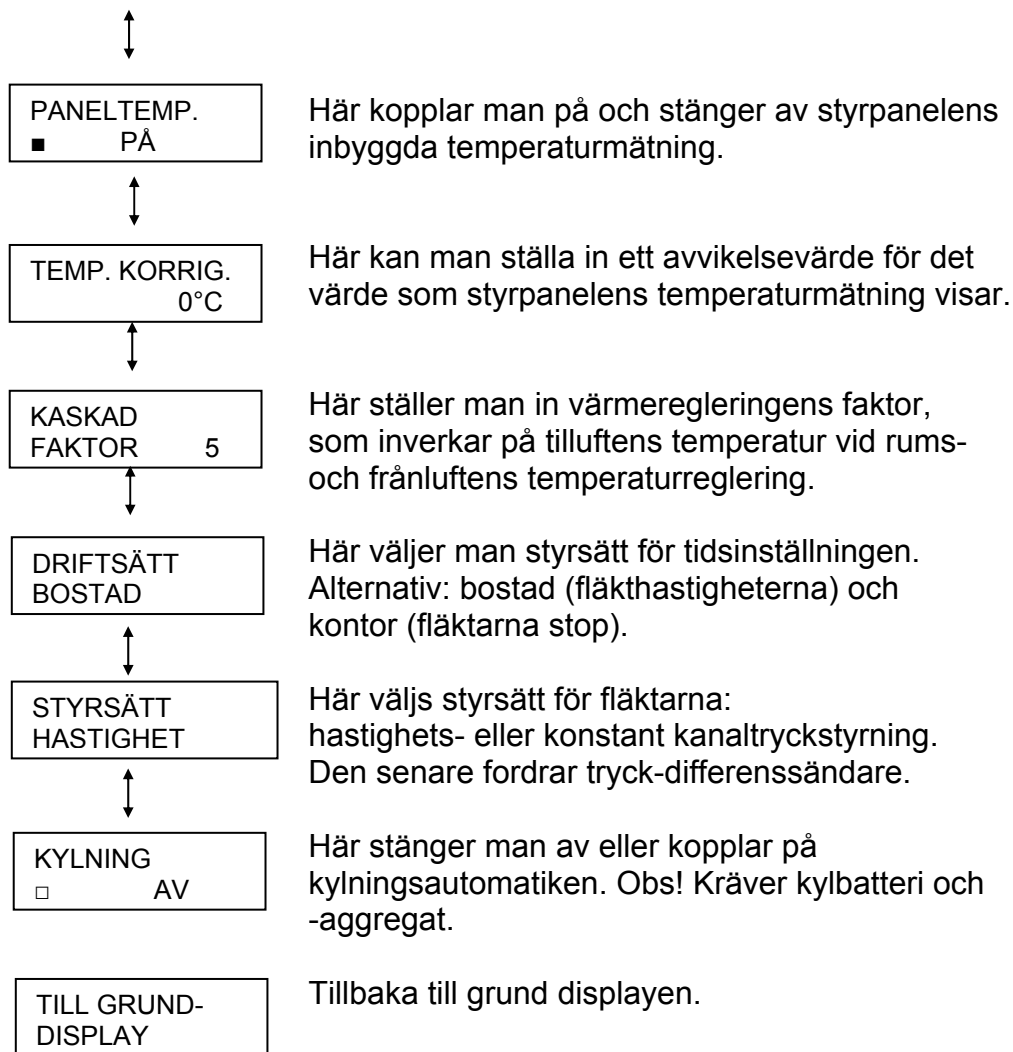 PANELTEMP.
■ PÅ
Här kopplar man på och stänger av styrpanelens
inbyggda temperaturmätning.
TEMP. KORRIG.
0°C
Här kan man ställa in ett avvikelsevärde för det
värde som styrpanelens temperaturmätning visar.
KASKAD
FAKTOR 5
Här ställer man in värmeregleringens faktor,
som inverkar på tilluftens temperatur vid rums-
och frånluftens temperaturreglering.
DRIFTSÄTT
BOSTAD
Här väljer man styrsätt för tidsinställningen.
Alternativ: bostad (fläkthastigheterna) och
kontor (fläktarna stop).
STYRSÄTT
HASTIGHET
Här väljs styrsätt för fläktarna:
hastighets- eller konstant kanaltryckstyrning.
Den senare fordrar tryck-differenssändare.
KYLNING
□ AV
Här stänger man av eller kopplar på
kylningsautomatiken. Obs! Kräver kylbatteri och
-aggregat.
TILL GRUND-
DISPLAY
Tillbaka till grund displayen.